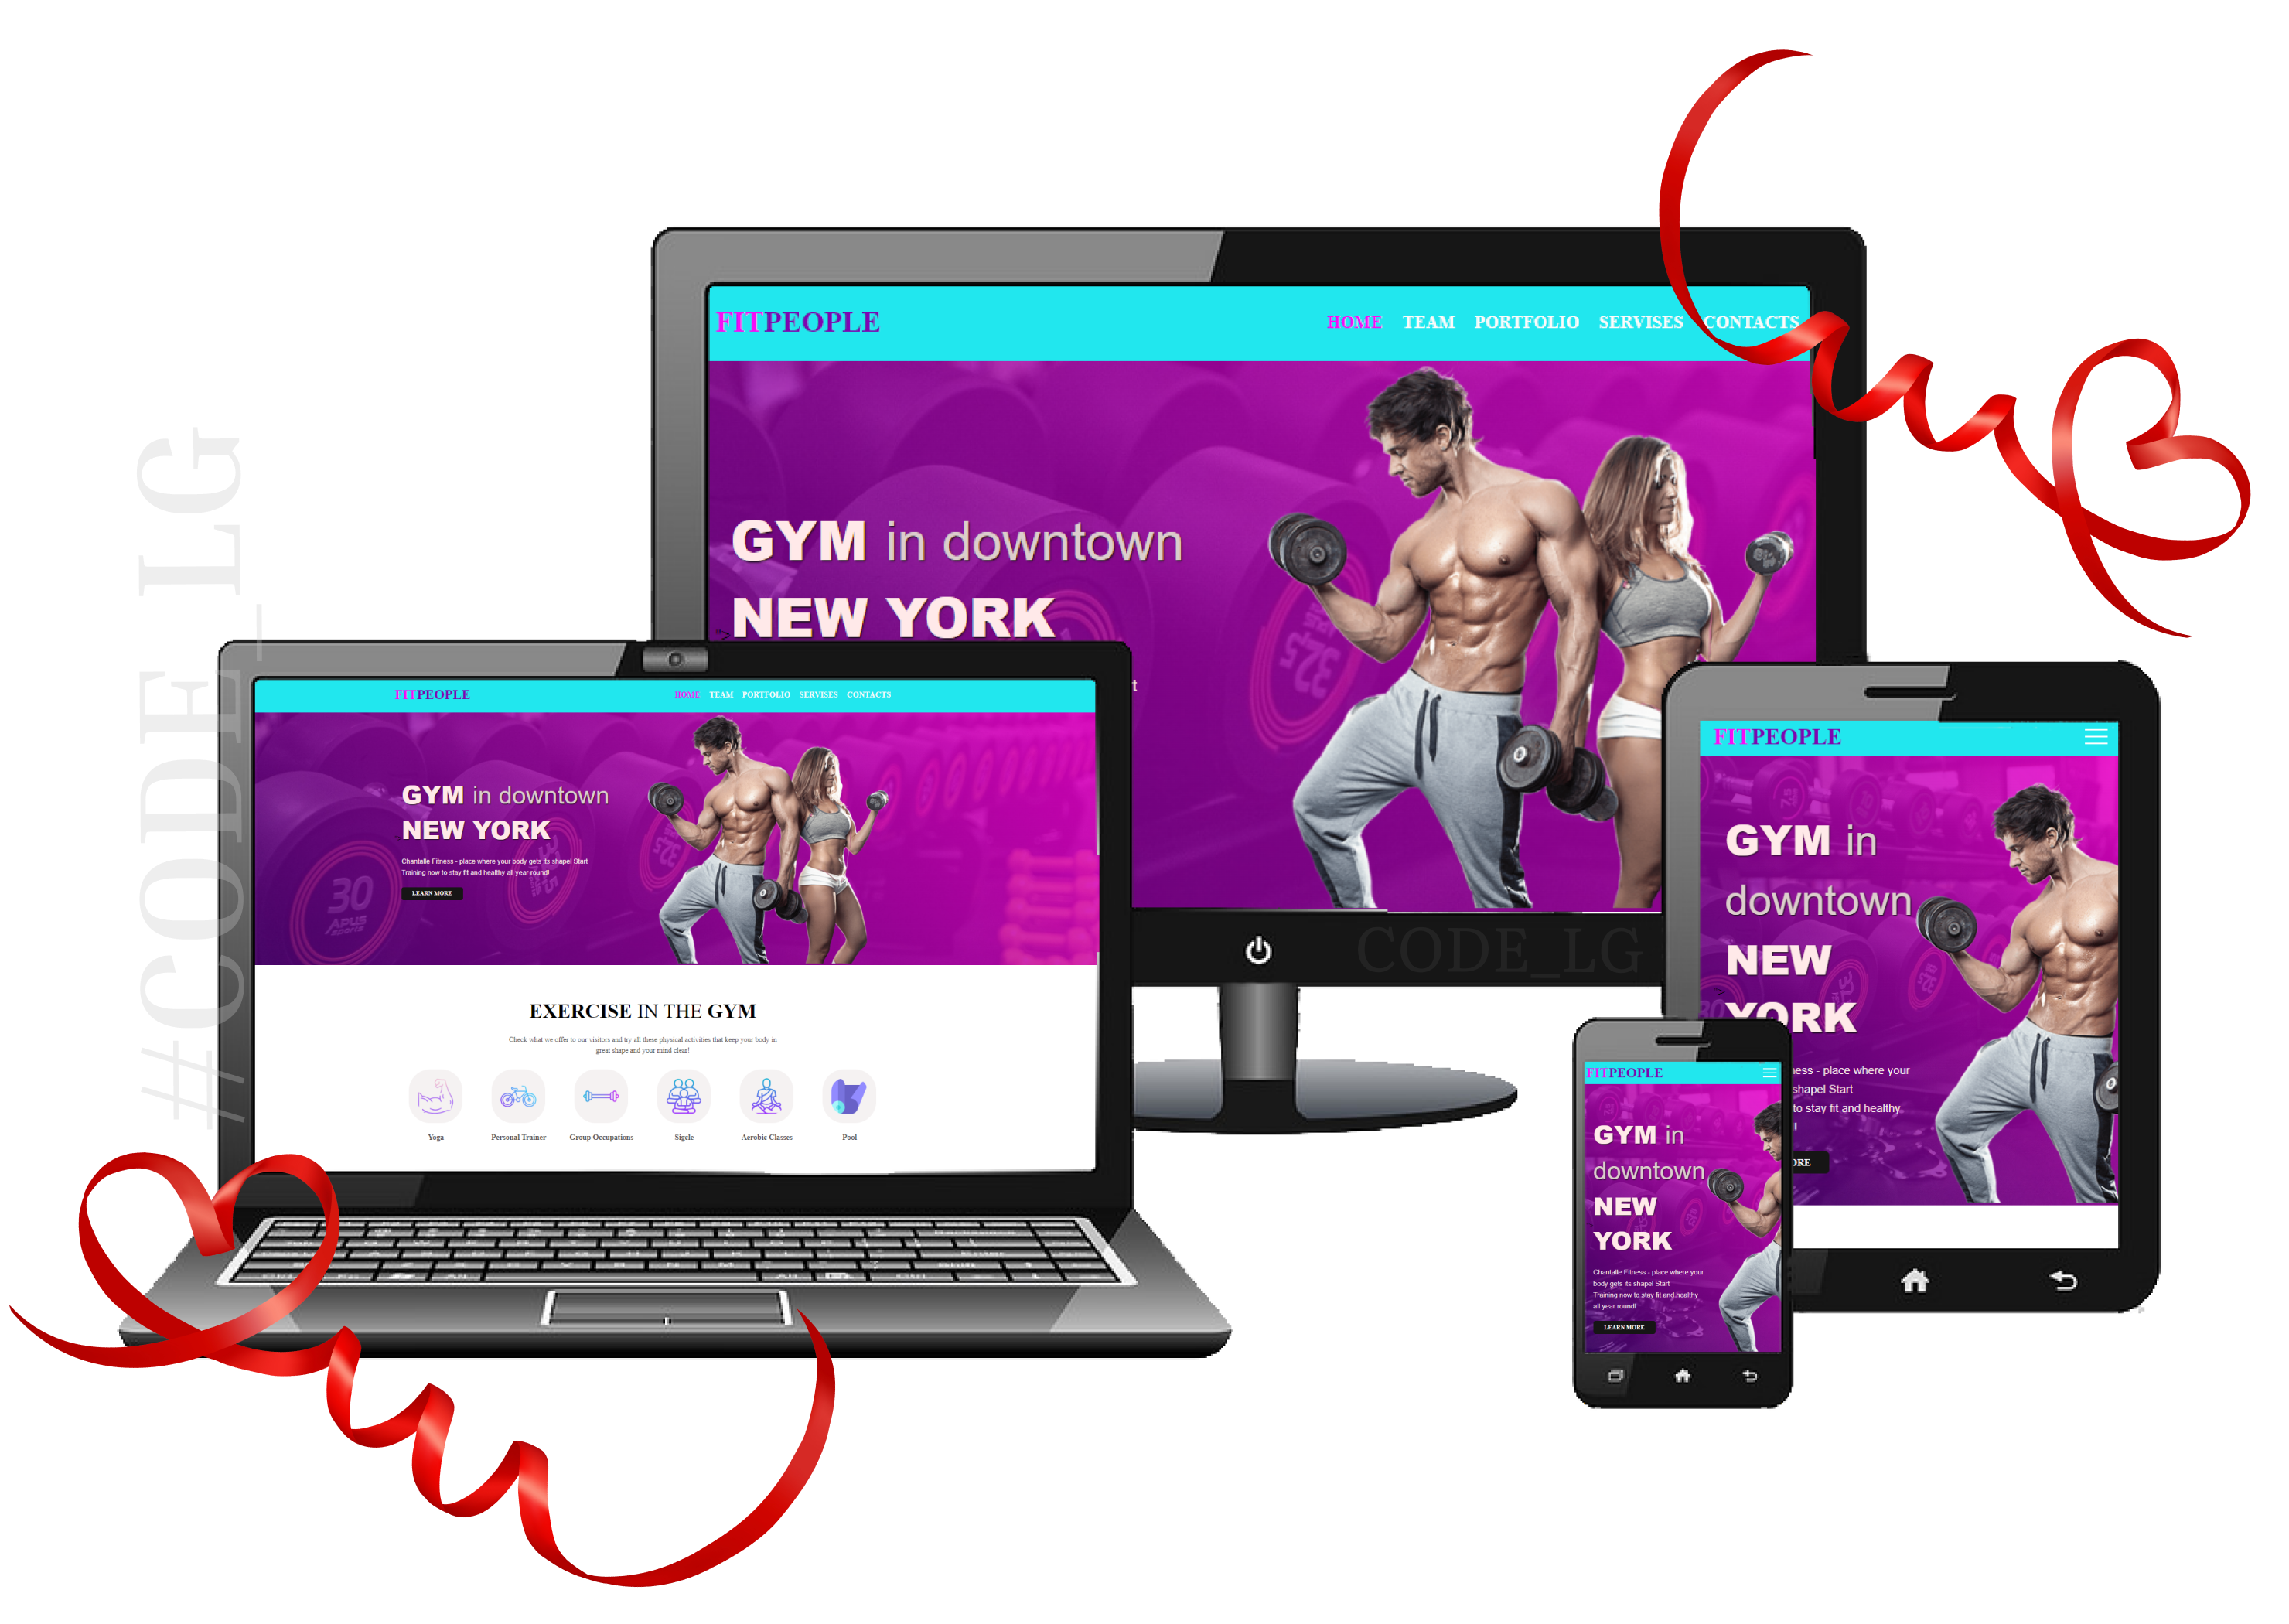 #CODE_LG
FITPEOPLE
HOME TEAM PORTFOLIO SERVISES CONTACTS
GYM in downtown
NEW YORK
">
t
CODE_LG
FITPEOPLE
HOME TEAM PORTFOLIO SERVISES CONTACTS
GYM in downtown
NEW YORK
Chantalle Fitness - place where your body gets its shapel Start
Training now to stay fit and healthy all year round!
LEARN MORE
30
APUS
sports
32.5
EXERCISE IN THE GYM
Check what we offer to our visitors and try all these physical activities that keep your body in
great shape and your mind clear!
Yoga
Personal Trainer
Group Occupations
Sigcle
Aerobic Classes
Pool
FITPEOPLE
GYM in
downtown
NEW
YORK
ness - place where your
shapel Start
to stay fit and healthy
!
ORE
FITPEOPLE
GYM in
downtown
NEW
YORK
Chantalle Fitness - place where your
body gets its shapel Start
Training now to stay fit and healthy
all year round!
LEARN MORE